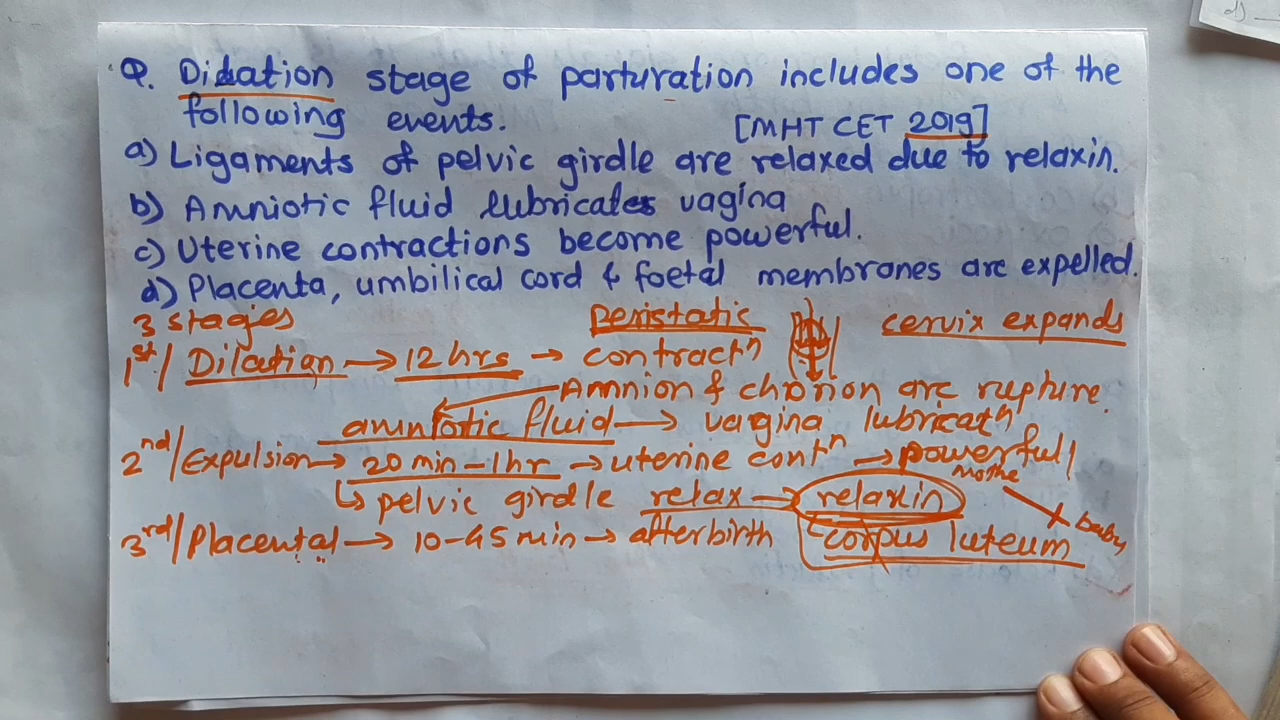 Q. Dilation stage of parturation includes one of the
following events.
[MHT CET 2019]
a) Ligaments of pelvic girdle are relaxed due to relaxin.
b) Amniotic fluid lubricates vagina
c) Uterine contractions become powerful.
d) Placenta, umbilical cord & foetal membranes are expelled.
3 stages
peristatic
cervix expands
1st/ Dilation → 12 hrs → contractn
Amnion & chorion are rupture.
amniotic fluid → vagina lubricatn
2nd/Expulsion → 20 min - 1hr → uterine contn → powerful/
pelvic girdle relax → relaxin
mothe
baby
3rd/Placental → 10-45 min → afterbirth
corpus luteum
d)